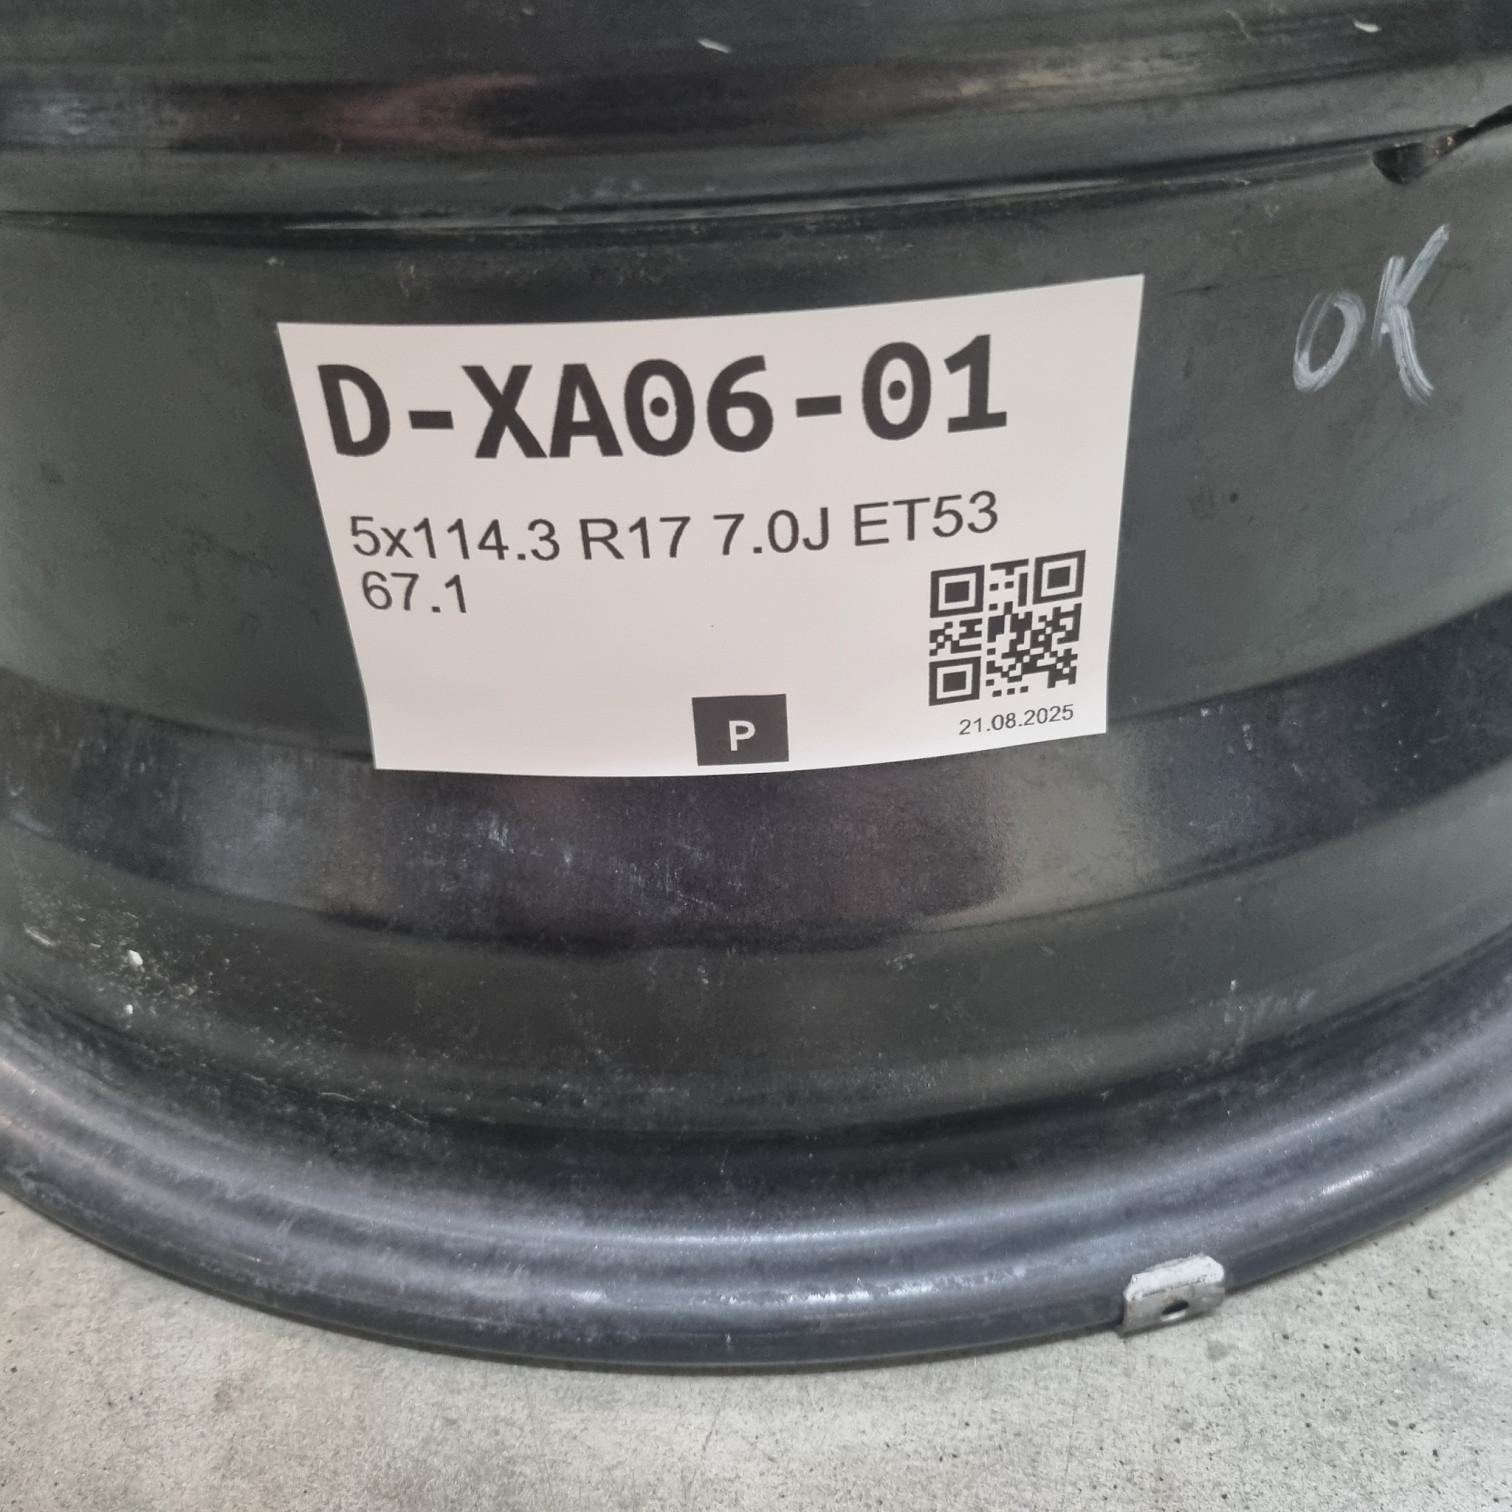 D-XA06-01
5x114.3 R17 7.0J ET53
67.1
P
21.08.2025
OK